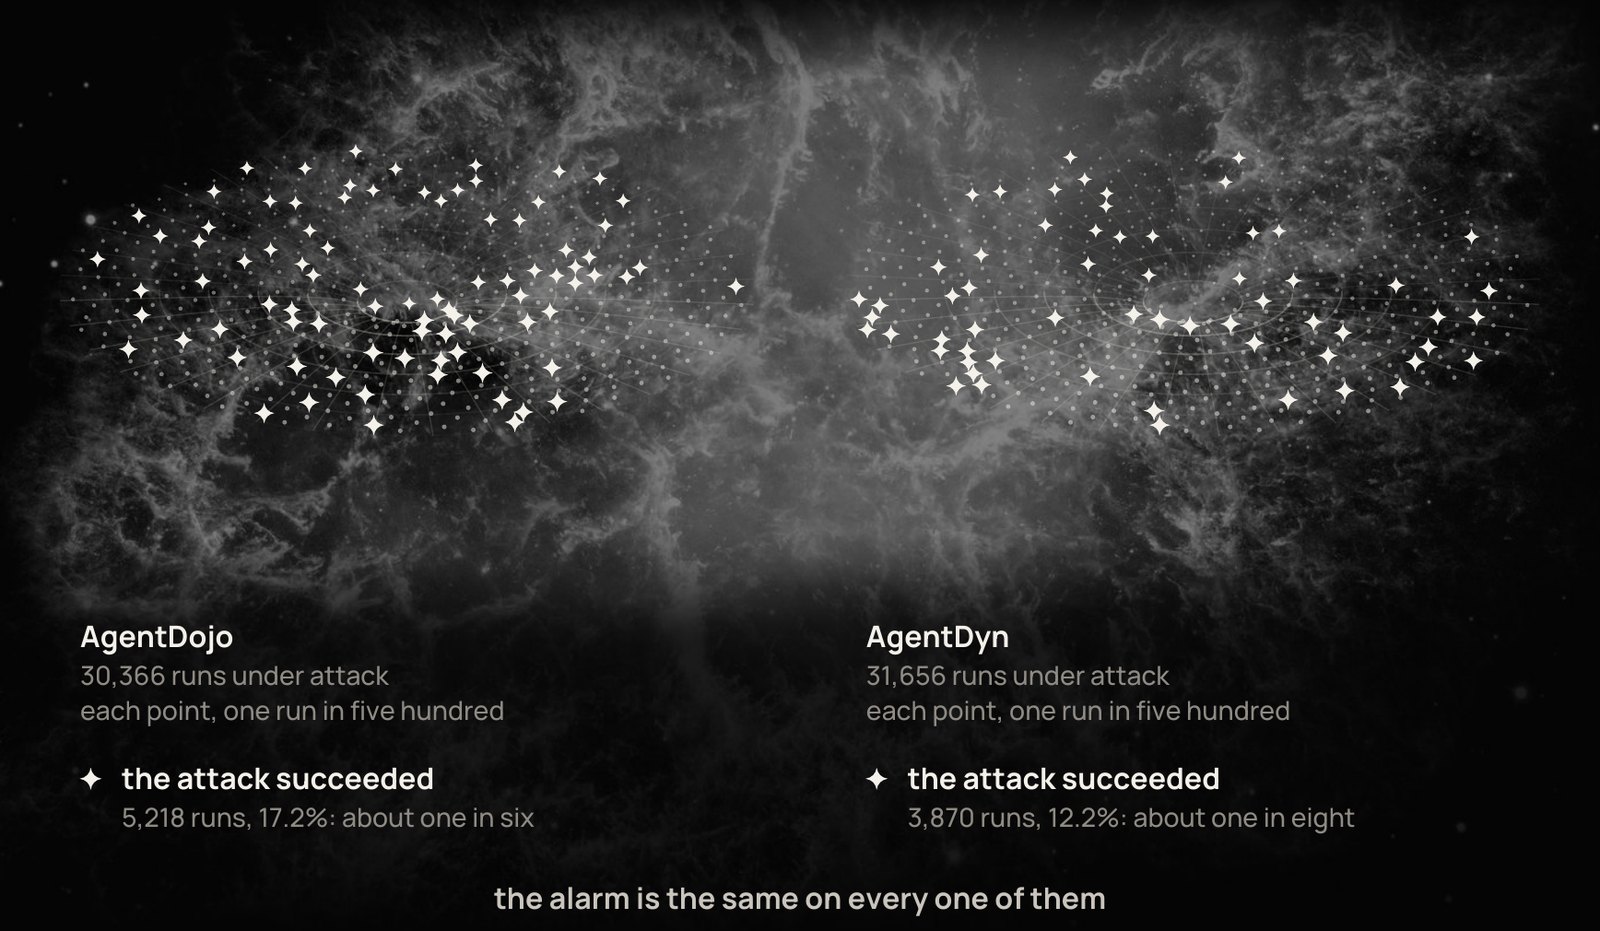 AgentDojo
30,366 runs under attack
each point, one run in five hundred
the attack succeeded
5,218 runs, 17.2%: about one in six
AgentDyn
31,656 runs under attack
each point, one run in five hundred
the attack succeeded
3,870 runs, 12.2%: about one in eight
the alarm is the same on every one of them